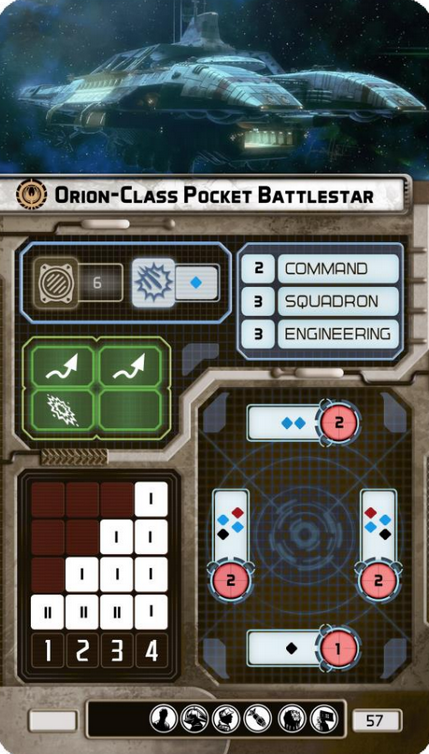 ORION-CLASS POCKET BATTLESTAR
6
2 COMMAND
3 SQUADRON
3 ENGINEERING
2
2 2
1
I
I I
I I I
II II II I
1 2 3 4
57